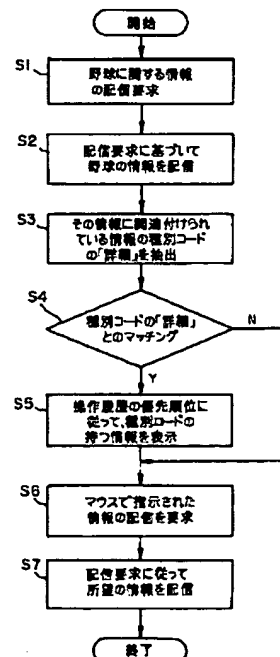 開始
S1
野球に関する情報
の配信要求
S2
配信要求に基づいて
野球の情報を配信
S3
その情報に関連付けられ
ている情報の種別コード
の「詳細」を抽出
S4
種別コードの「詳細」
とのマッチング
N
Y
S5
操作履歴の優先順位に
従って、種別コードの
持つ情報を表示
S6
マウスで指示された
情報の配信を要求
S7
配信要求に従って
所望の情報を配信
終了